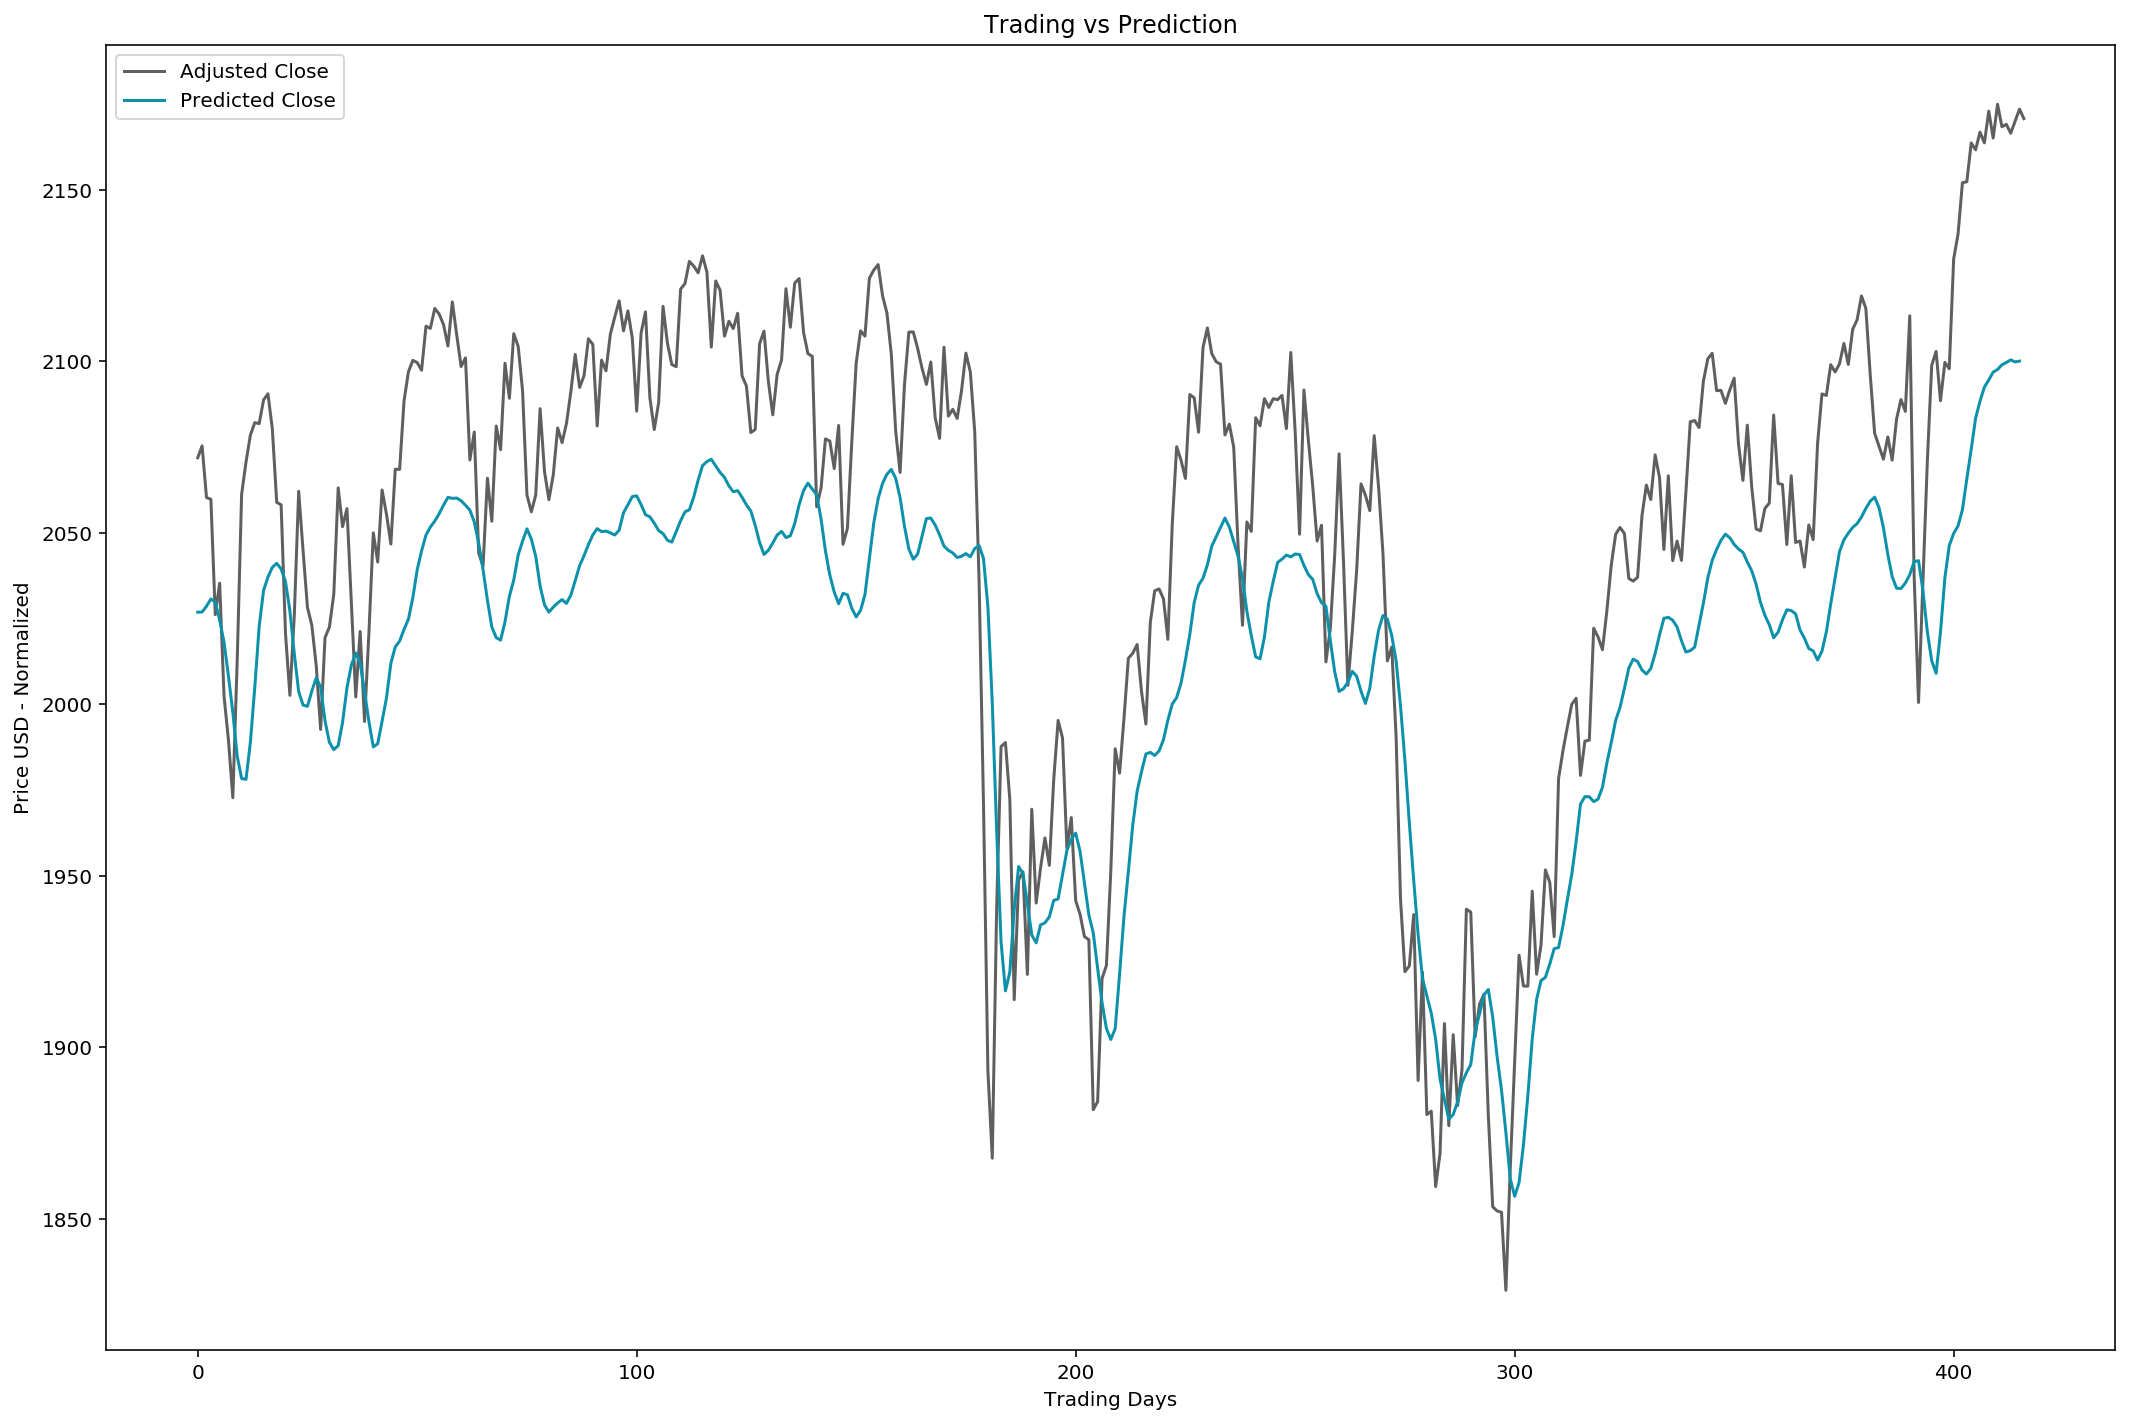 Trading vs Prediction
Adjusted Close
Predicted Close
Price USD - Normalized
2150
2100
2050
2000
1950
1900
1850
0
100
200
300
400
Trading Days